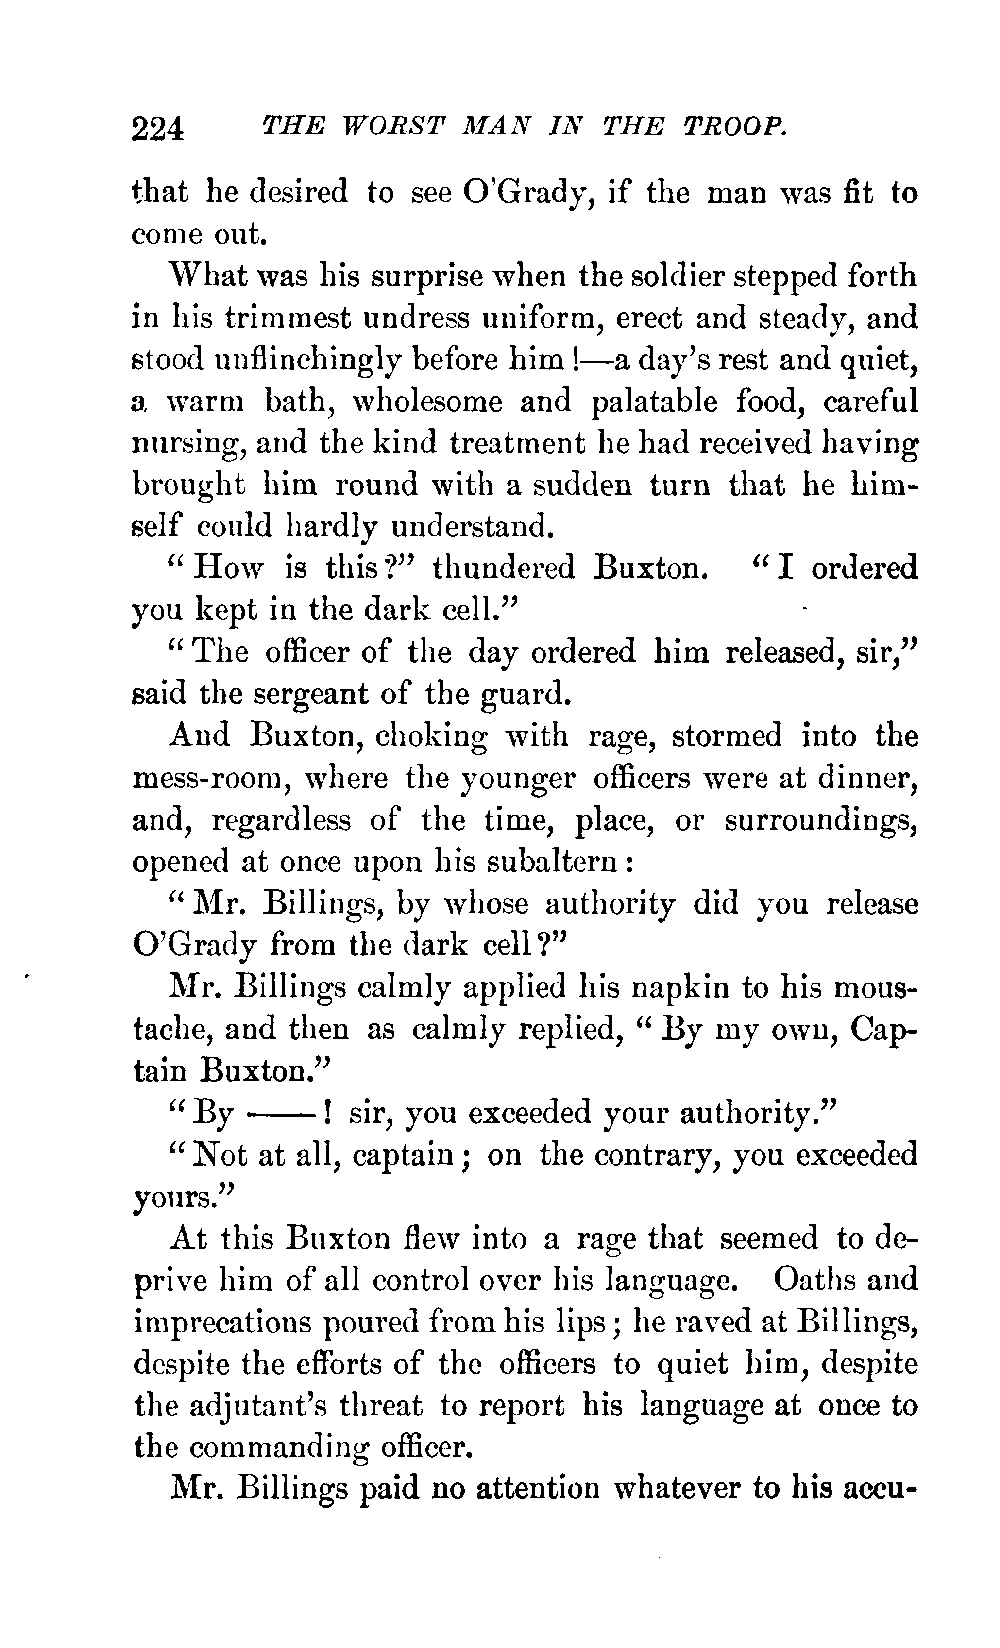 224 THE WORST MAN IN THE TROOP.
that he desired to see O'Grady, if the man was fit to
come out.
What was his surprise when the soldier stepped forth
in his trimmest undress uniform, erect and steady, and
stood unflinchingly before him!—a day's rest and quiet,
a warm bath, wholesome and palatable food, careful
nursing, and the kind treatment he had received having
brought him round with a sudden turn that he him-
self could hardly understand.
"How is this?" thundered Buxton. "I ordered
you kept in the dark cell."
"The officer of the day ordered him released, sir,"
said the sergeant of the guard.
And Buxton, choking with rage, stormed into the
mess-room, where the younger officers were at dinner,
and, regardless of the time, place, or surroundings,
opened at once upon his subaltern:
"Mr. Billings, by whose authority did you release
O'Grady from the dark cell?"
Mr. Billings calmly applied his napkin to his mous-
tache, and then as calmly replied, "By my own, Cap-
tain Buxton."
"By ——! sir, you exceeded your authority."
"Not at all, captain; on the contrary, you exceeded
yours."
At this Buxton flew into a rage that seemed to de-
prive him of all control over his language. Oaths and
imprecations poured from his lips; he raved at Billings,
despite the efforts of the officers to quiet him, despite
the adjutant's threat to report his language at once to
the commanding officer.
Mr. Billings paid no attention whatever to his accu-